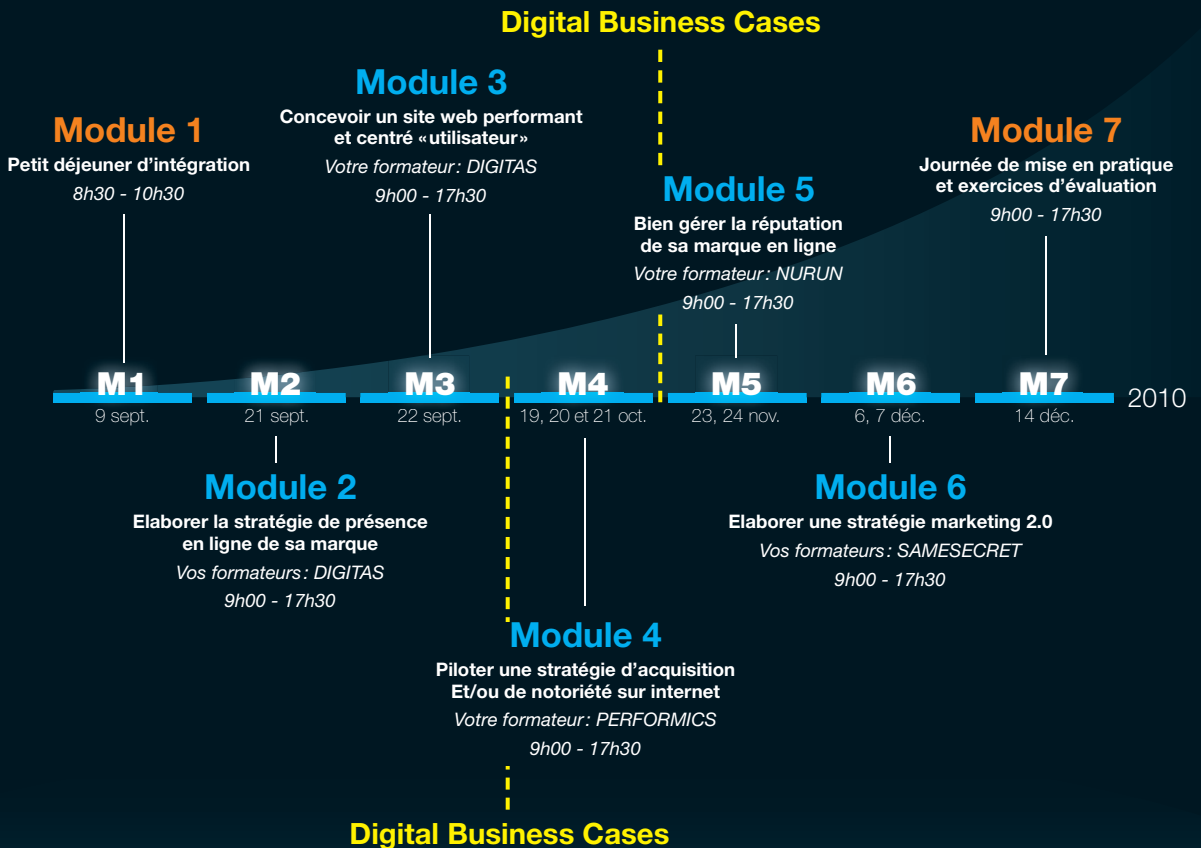 Digital Business Cases
Module 1
Petit déjeuner d'intégration
8h30 - 10h30
Module 3
Concevoir un site web performant
et centré «utilisateur»
Votre formateur : DIGITAS
9h00 - 17h30
Module 5
Bien gérer la réputation
de sa marque en ligne
Votre formateur : NURUN
9h00 - 17h30
Module 7
Journée de mise en pratique
et exercices d'évaluation
9h00 - 17h30
M1
9 sept.
M2
21 sept.
M3
22 sept.
M4
19, 20 et 21 oct.
M5
23, 24 nov.
M6
6, 7 déc.
M7
14 déc.
2010
Module 2
Elaborer la stratégie de présence
en ligne de sa marque
Vos formateurs : DIGITAS
9h00 - 17h30
Module 4
Piloter une stratégie d'acquisition
Et/ou de notoriété sur internet
Votre formateur : PERFORMICS
9h00 - 17h30
Module 6
Elaborer une stratégie marketing 2.0
Vos formateurs : SAMESECRET
9h00 - 17h30
Digital Business Cases